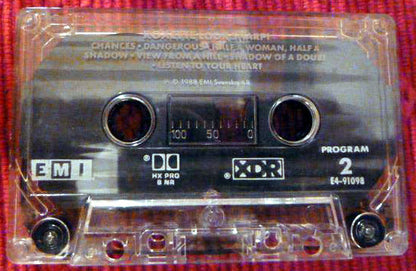 ROXETTE: LOOK SHARP!
CHANCES • DANGEROUS • HALF A WOMAN, HALF A
SHADOW • VIEW FROM A HILL • SHADOW OF A DOUBT
• LISTEN TO YOUR HEART
℗ © 1988 EMI Svenska AB
100 50 0
PROGRAM
2
E4-91098
EMI
HX PRO
B NR
XDR